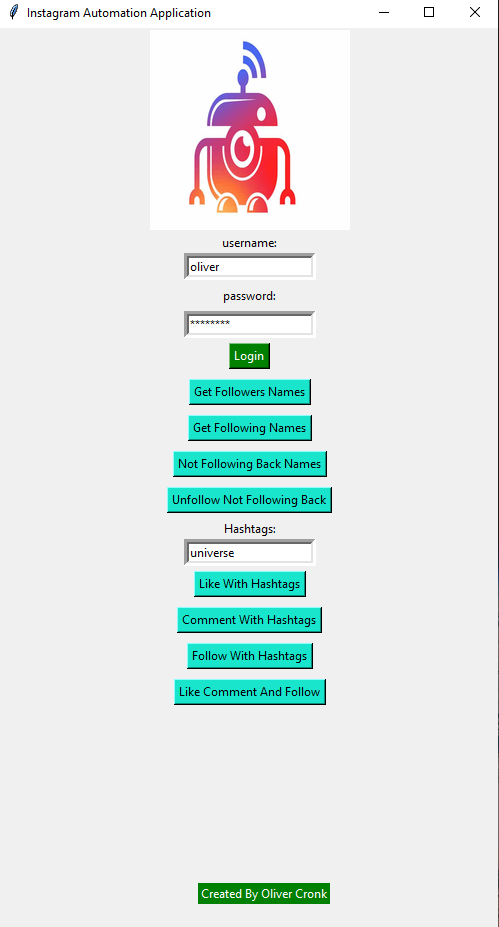 Instagram Automation Application
username:
oliver
password:
********
Login
Get Followers Names
Get Following Names
Not Following Back Names
Unfollow Not Following Back
Hashtags:
universe
Like With Hashtags
Comment With Hashtags
Follow With Hashtags
Like Comment And Follow
Created By Oliver Cronk